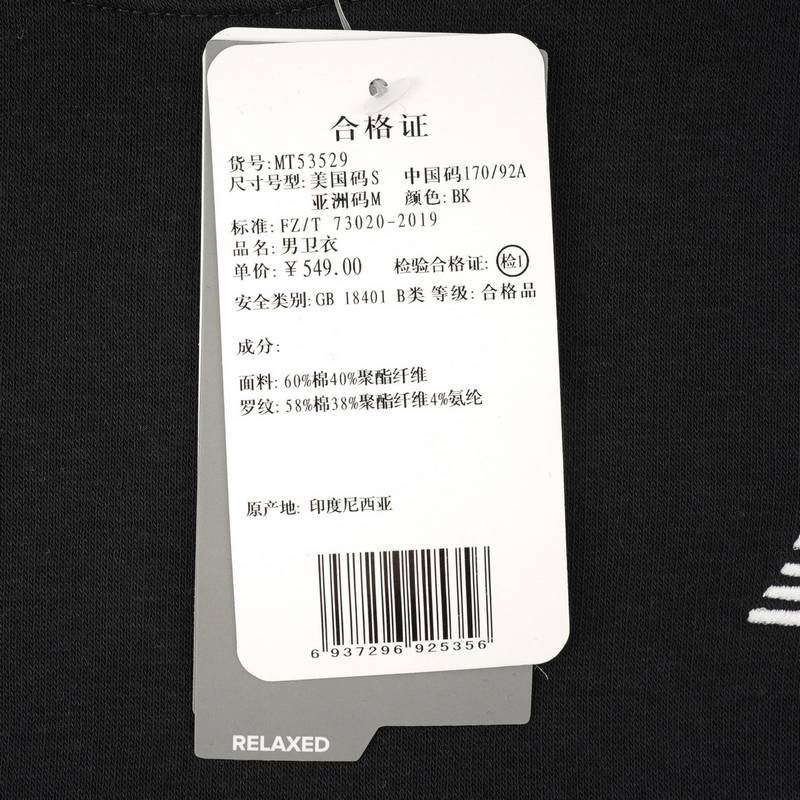 合格证
货号:MT53529
尺寸号型:美国码S 中国码170/92A
亚洲码M 颜色:BK
标准:FZ/T 73020-2019
品名:男卫衣
单价:￥549.00 检验合格证:检1
安全类别:GB 18401 B类 等级:合格品
成分:
面料:60%棉40%聚酯纤维
罗纹:58%棉38%聚酯纤维4%氨纶
原产地:印度尼西亚
6 937296 925356
RELAXED